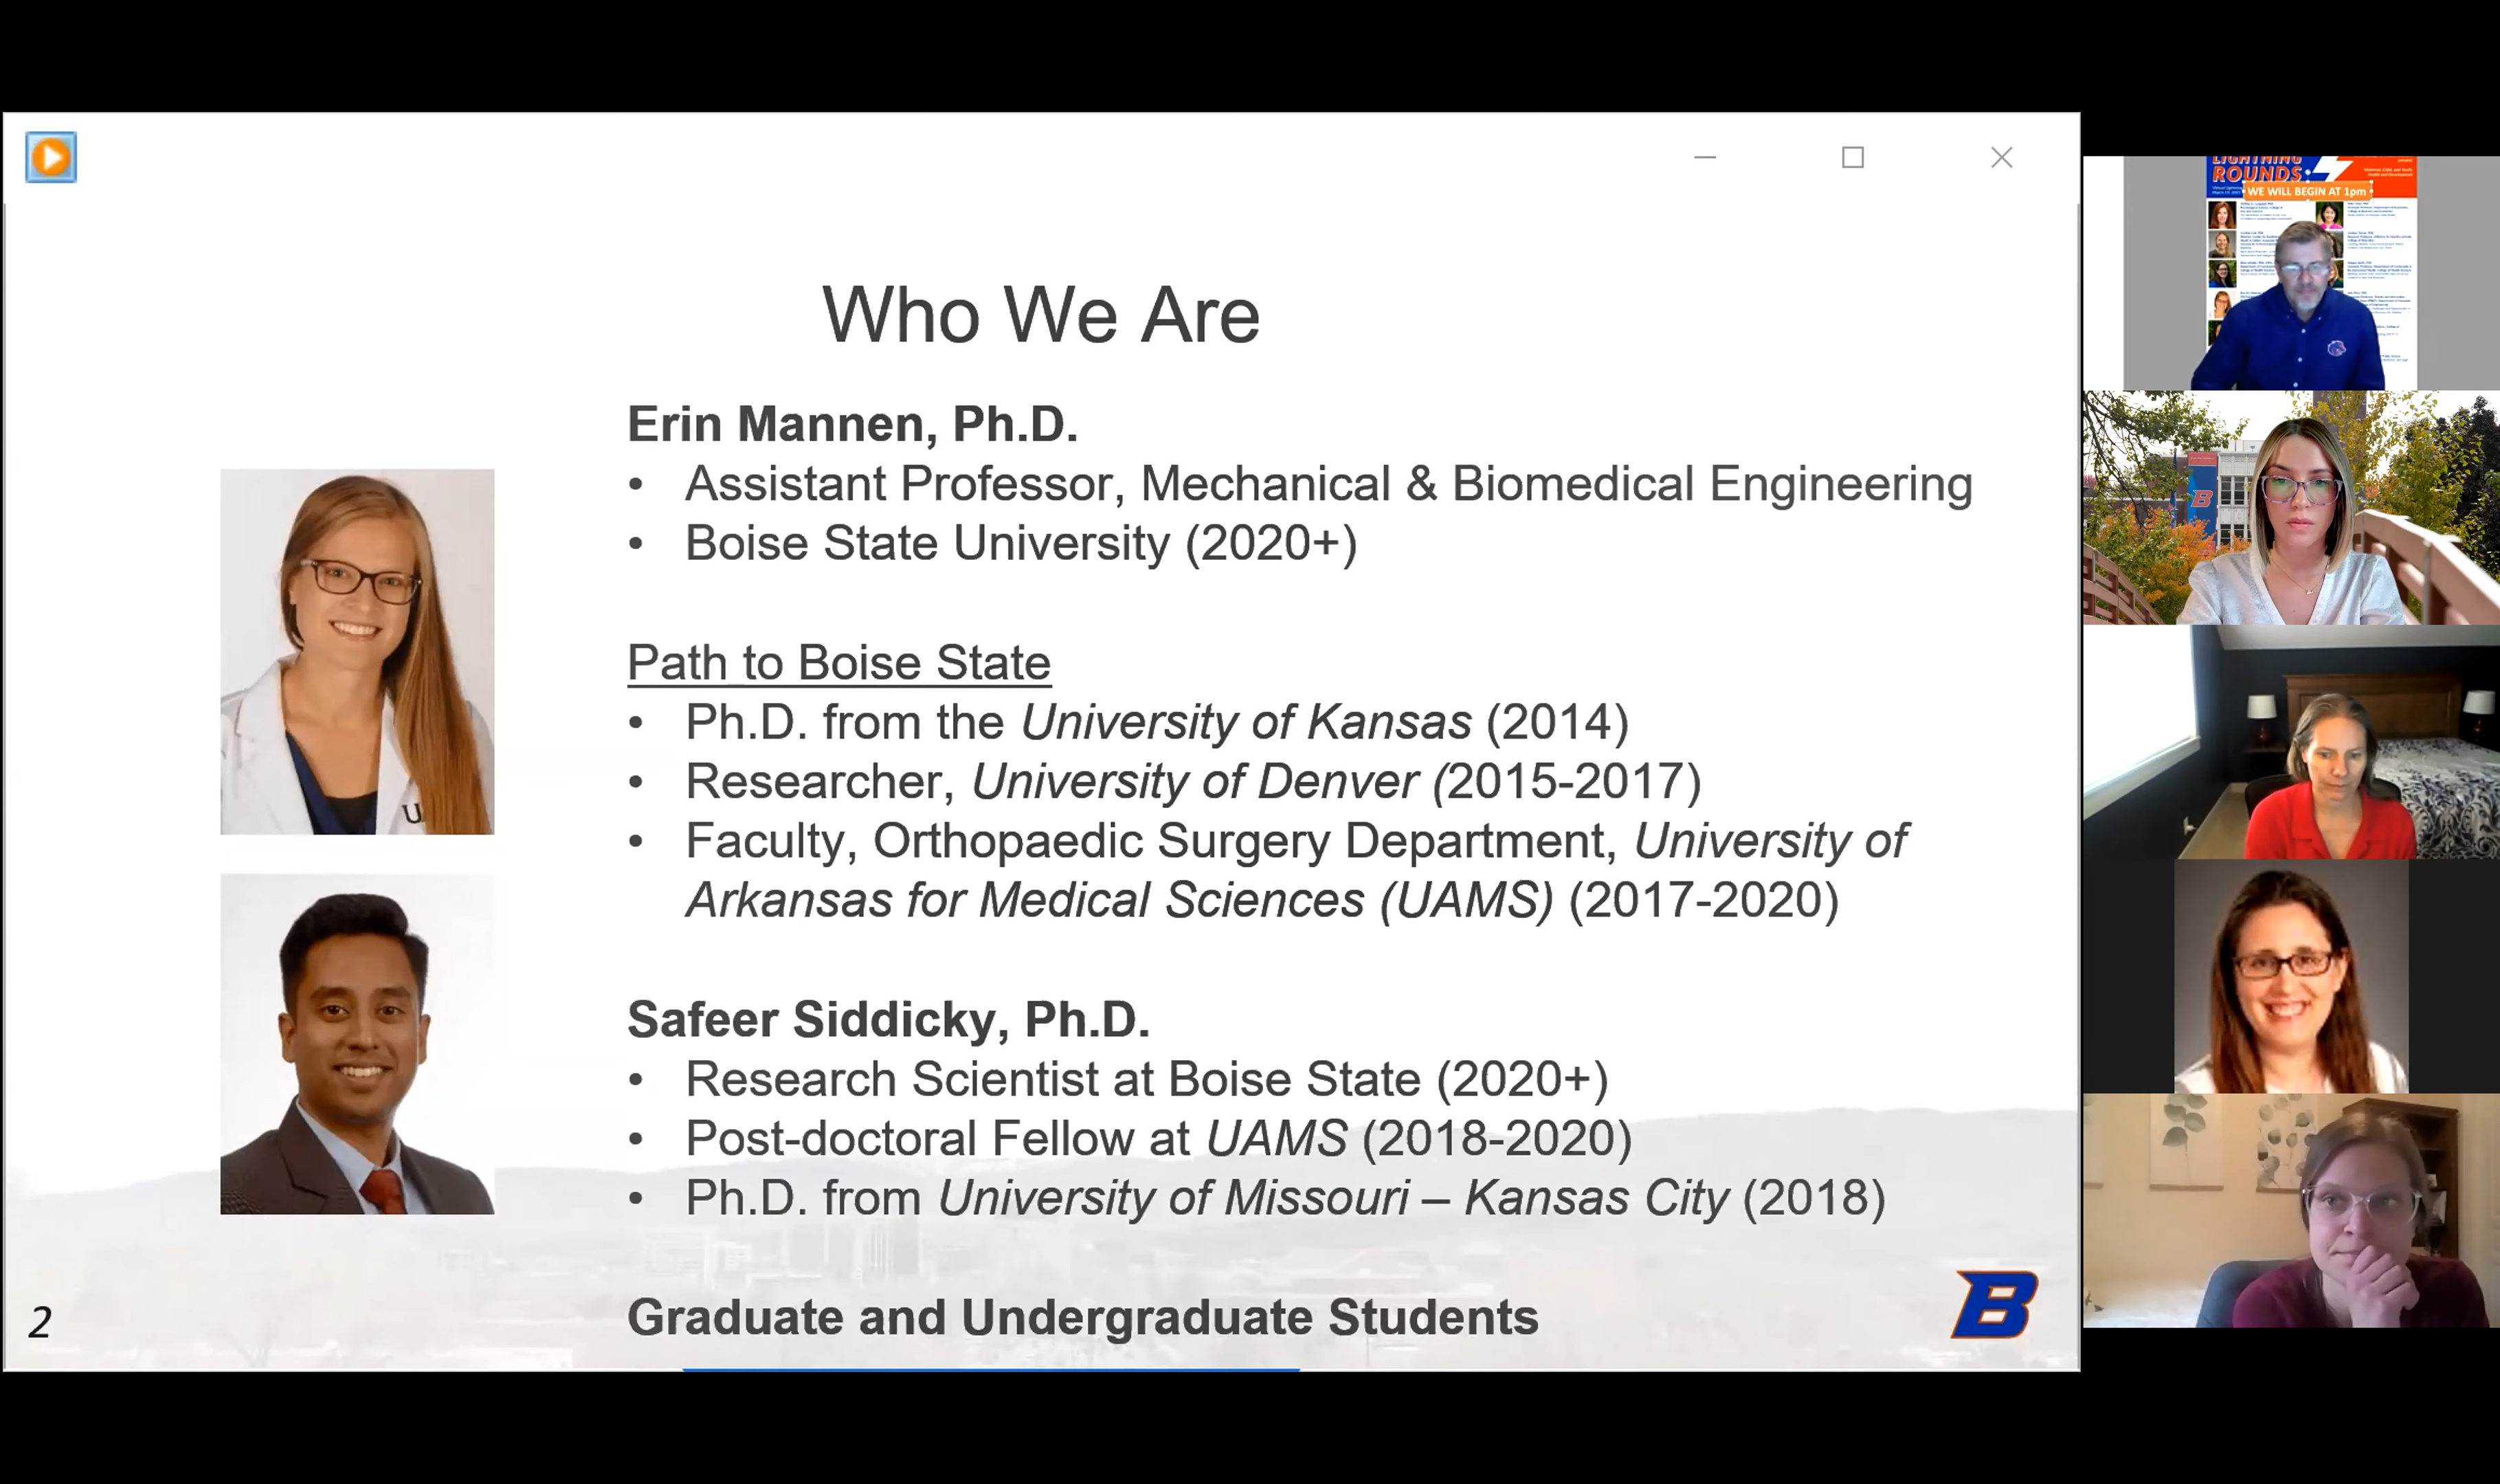 Who We Are
Erin Mannen, Ph.D.
• Assistant Professor, Mechanical & Biomedical Engineering
• Boise State University (2020+)
Path to Boise State
• Ph.D. from the University of Kansas (2014)
• Researcher, University of Denver (2015-2017)
• Faculty, Orthopaedic Surgery Department, University of
Arkansas for Medical Sciences (UAMS) (2017-2020)
Safeer Siddicky, Ph.D.
• Research Scientist at Boise State (2020+)
• Post-doctoral Fellow at UAMS (2018-2020)
• Ph.D. from University of Missouri – Kansas City (2018)
Graduate and Undergraduate Students
2
B
U
LIGHTNING
ROUNDS
WE WILL BEGIN AT 1pm
B